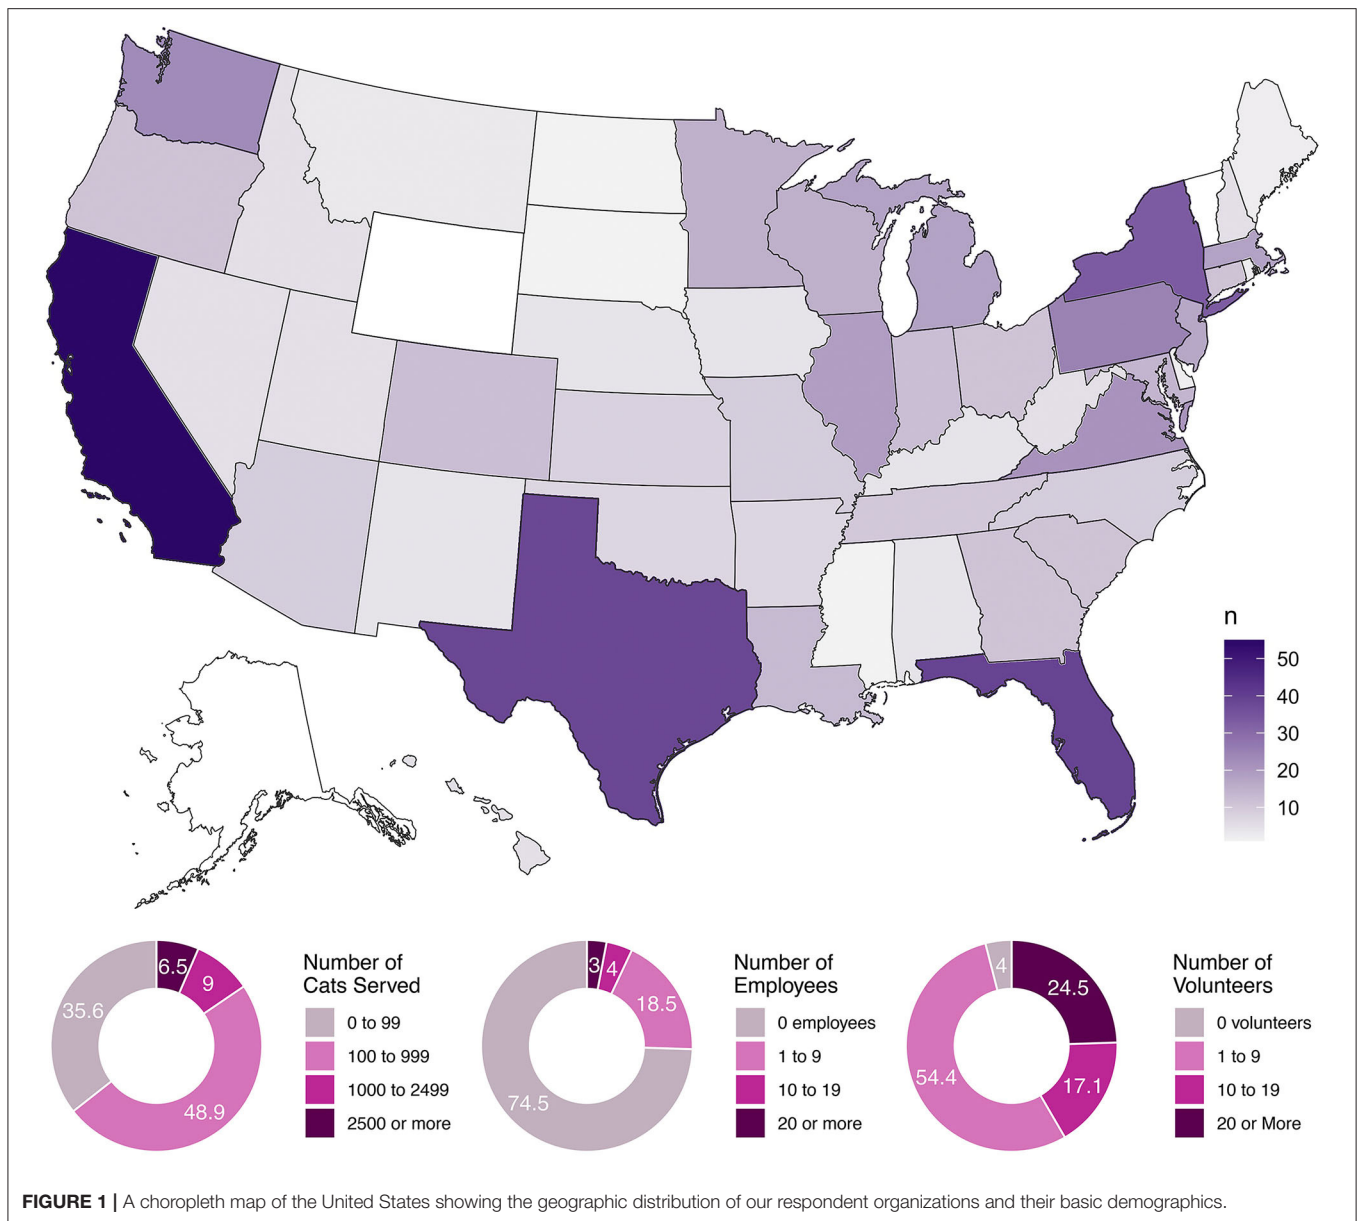 n
50
40
30
20
10
6.5
9
35.6
48.9
Number of
Cats Served
0 to 99
100 to 999
1000 to 2499
2500 or more
3
4
18.5
74.5
Number of
Employees
0 employees
1 to 9
10 to 19
20 or more
4
24.5
54.4
17.1
Number of
Volunteers
0 volunteers
1 to 9
10 to 19
20 or More
FIGURE 1 | A choropleth map of the United States showing the geographic distribution of our respondent organizations and their basic demographics.